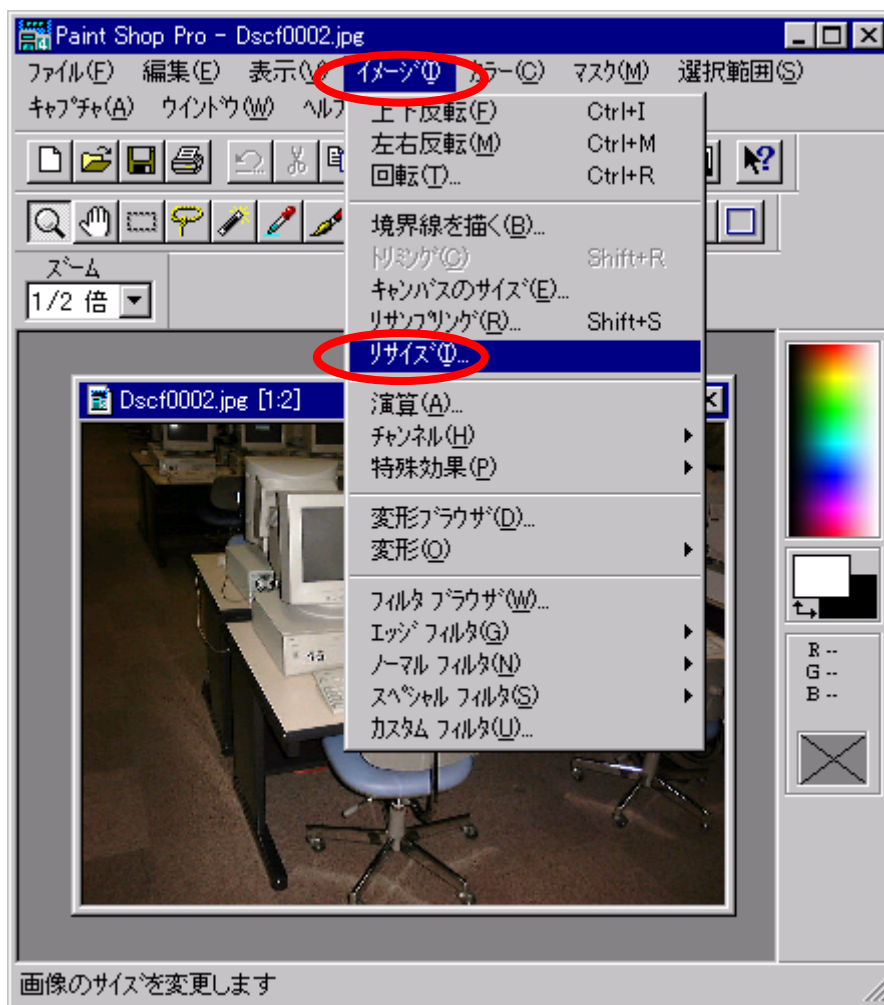 Paint Shop Pro - Dscf0002.jpg
ファイル(F) 編集(E) 表示(V) イメージ(I) カラー(C) マスク(M) 選択範囲(S)
キャプチャ(A) ウインドウ(W) ヘルプ
上下反転(F) Ctrl+I
左右反転(M) Ctrl+M
回転(T)... Ctrl+R
境界線を描く(B)...
トリミング(C) Shift+R
キャンバスのサイズ(E)...
リサンプリング(R)... Shift+S
リサイズ(I)...
演算(A)...
チャンネル(H)
特殊効果(P)
変形ブラウザ(D)...
変形(O)
フィルタ ブラウザ(W)...
エッジ フィルタ(G)
ノーマル フィルタ(N)
スペシャル フィルタ(S)
カスタム フィルタ(U)...
ズーム
1/2 倍
Dscf0002.jpg [1:2]
R --
G --
B --
画像のサイズを変更します